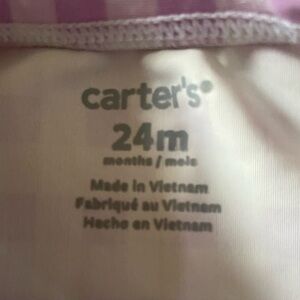 carter's®
24m
months / mois
Made in Vietnam
Fabriqué au Vietnam
Hecho en Vietnam